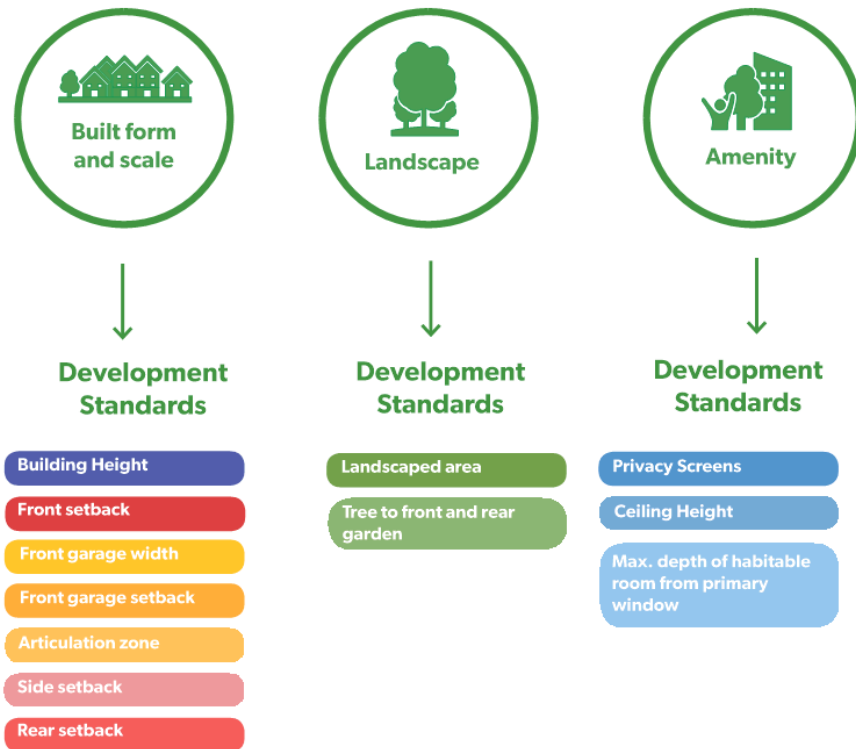 Built form
and scale
Landscape
Amenity
Development
Standards
Development
Standards
Development
Standards
Building Height
Front setback
Front garage width
Front garage setback
Articulation zone
Side setback
Rear setback
Landscaped area
Tree to front and rear
garden
Privacy Screens
Ceiling Height
Max. depth of habitable
room from primary
window